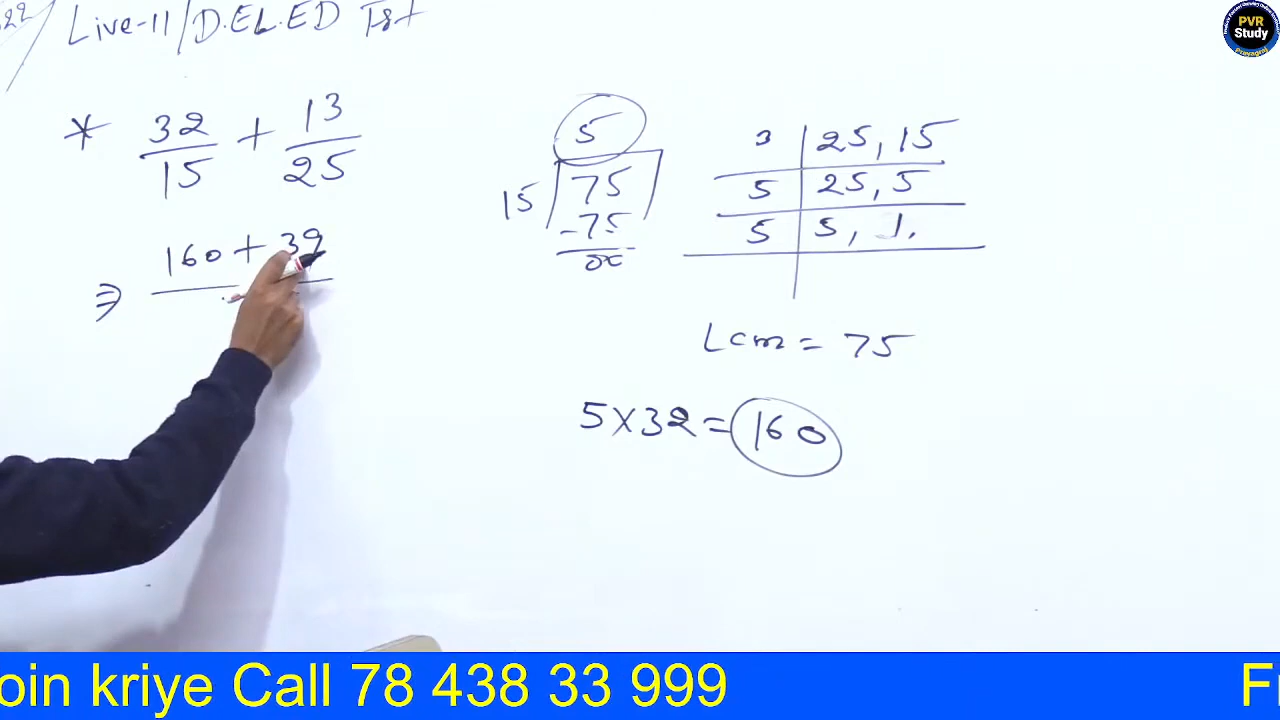 Live-11/D.EL.ED Ist
* 32/15 + 13/25
⇒ 160 + 39
5
15 75
-75
00
3 | 25, 15
5 | 25, 5
5 | 5, 1.
Lcm = 75
5×32 = 160
PVR
Study
Prayagraj
oin kriye Call 78 438 33 999